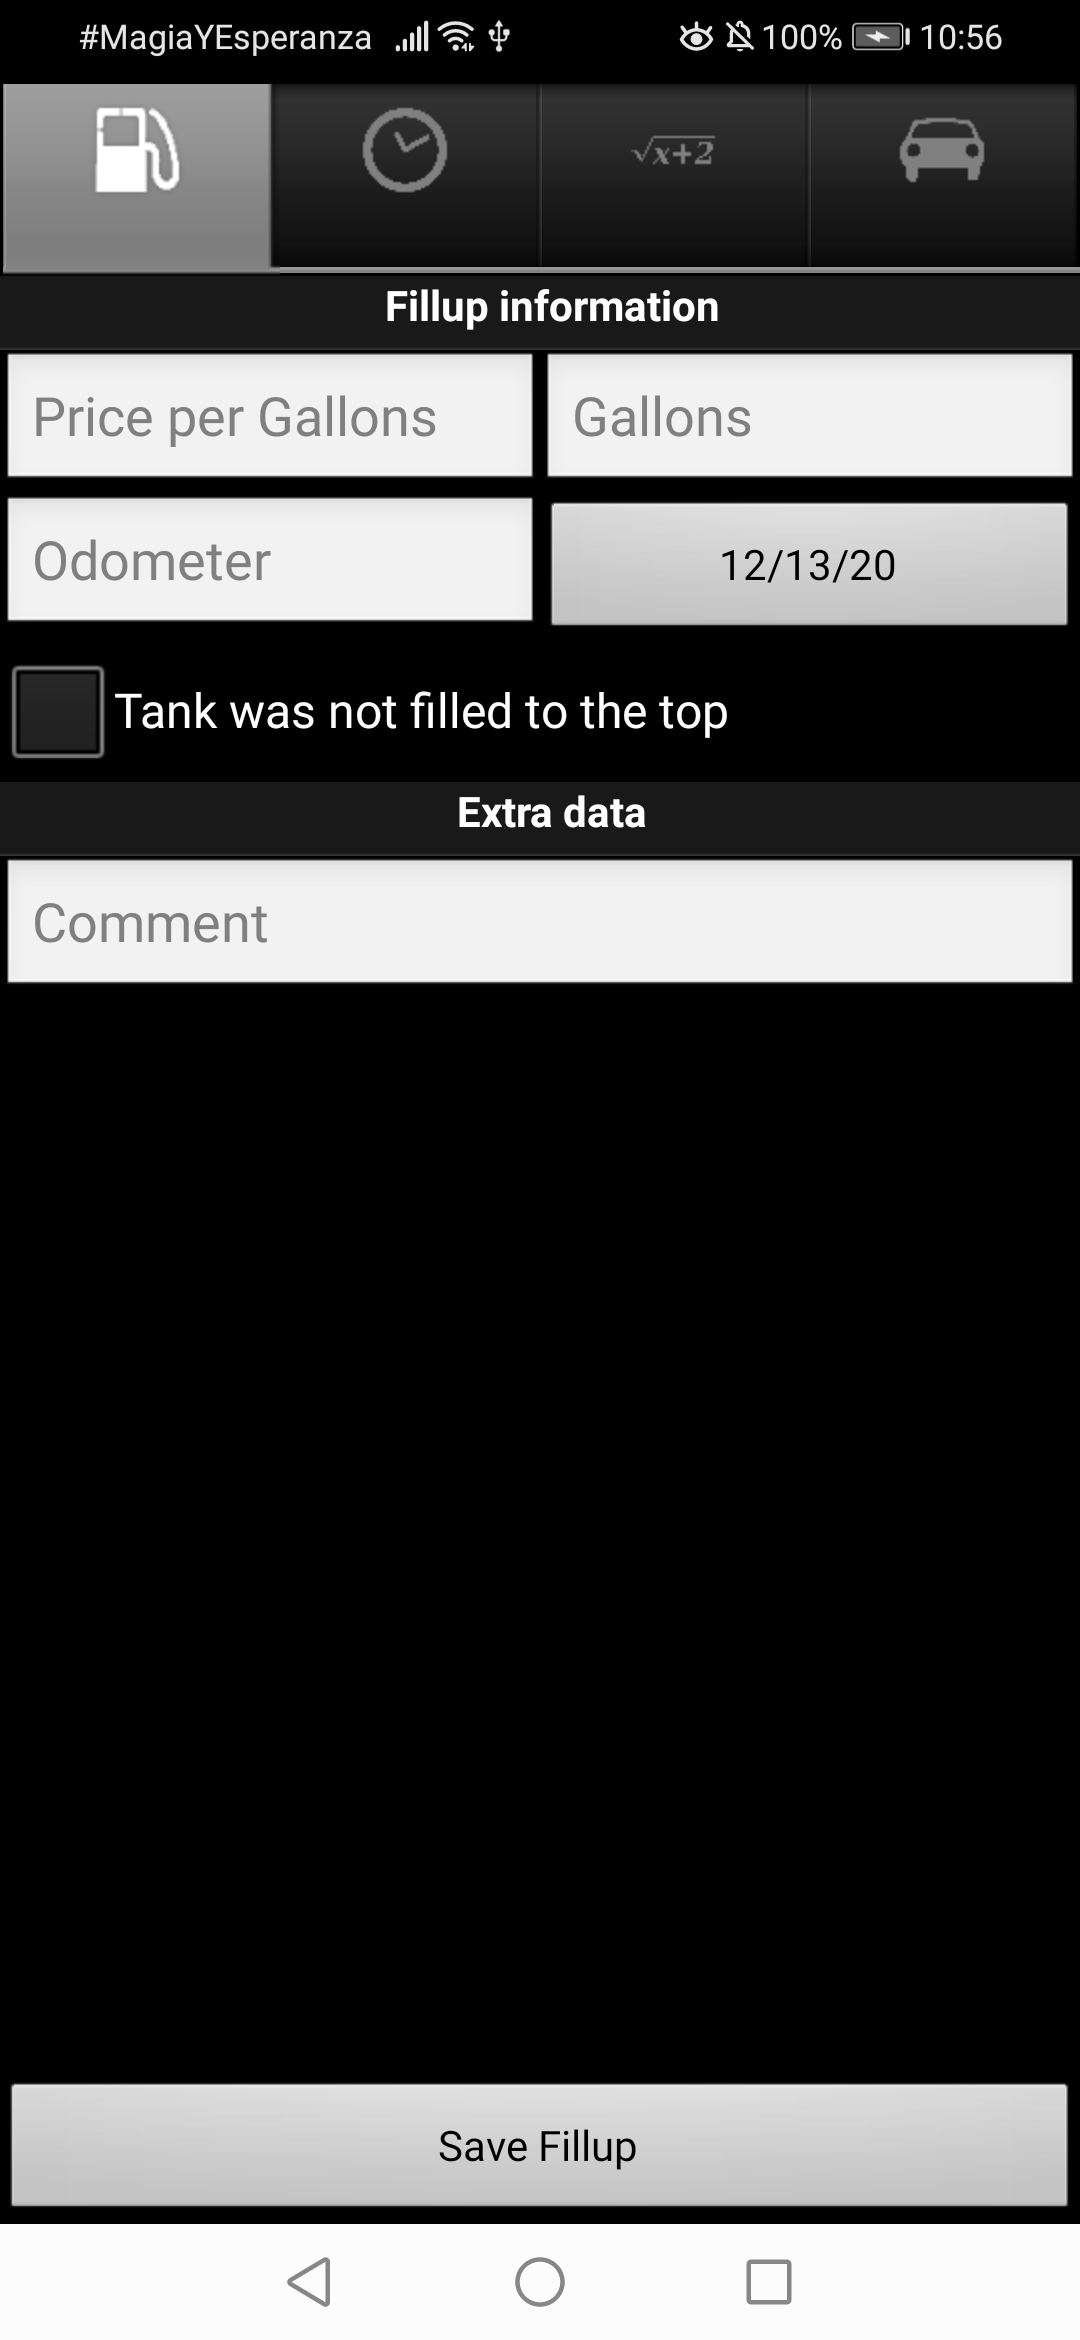 #MagiaYEsperanza 100% 10:56
√x+2
Fillup information
Price per Gallons Gallons
Odometer 12/13/20
Tank was not filled to the top
Extra data
Comment
Save Fillup